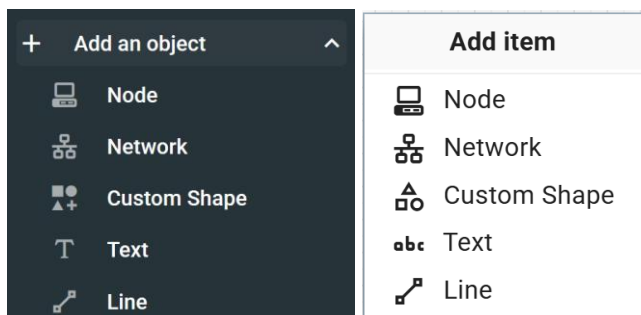 Add an object
Node
Network
Custom Shape
T Text
Line
Add item
Node
Network
Custom Shape
abc Text
Line